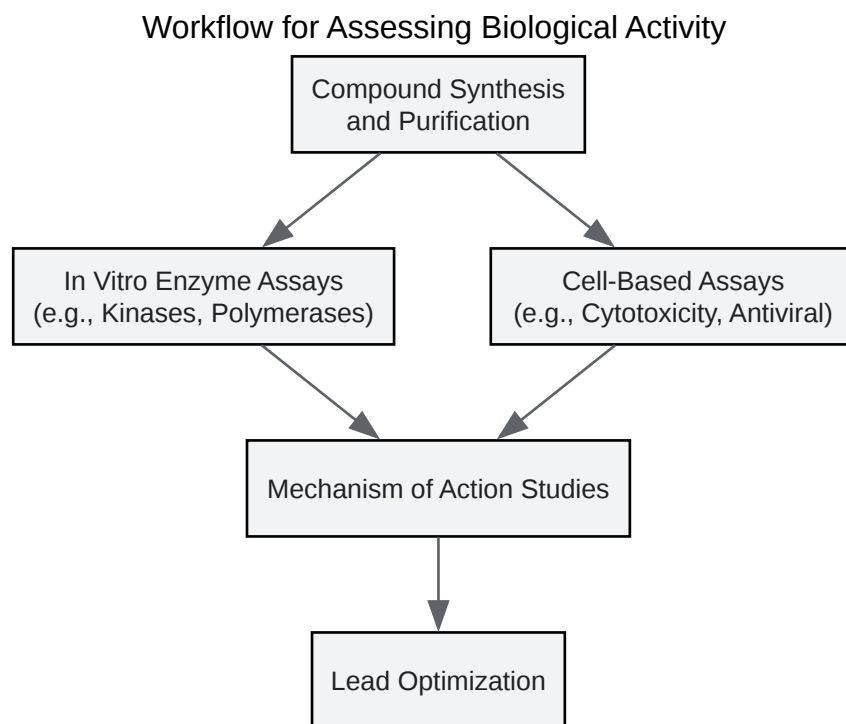 Workflow for Assessing Biological Activity
Compound Synthesis
and Purification
In Vitro Enzyme Assays
(e.g., Kinases, Polymerases)
Cell-Based Assays
(e.g., Cytotoxicity, Antiviral)
Mechanism of Action Studies
Lead Optimization